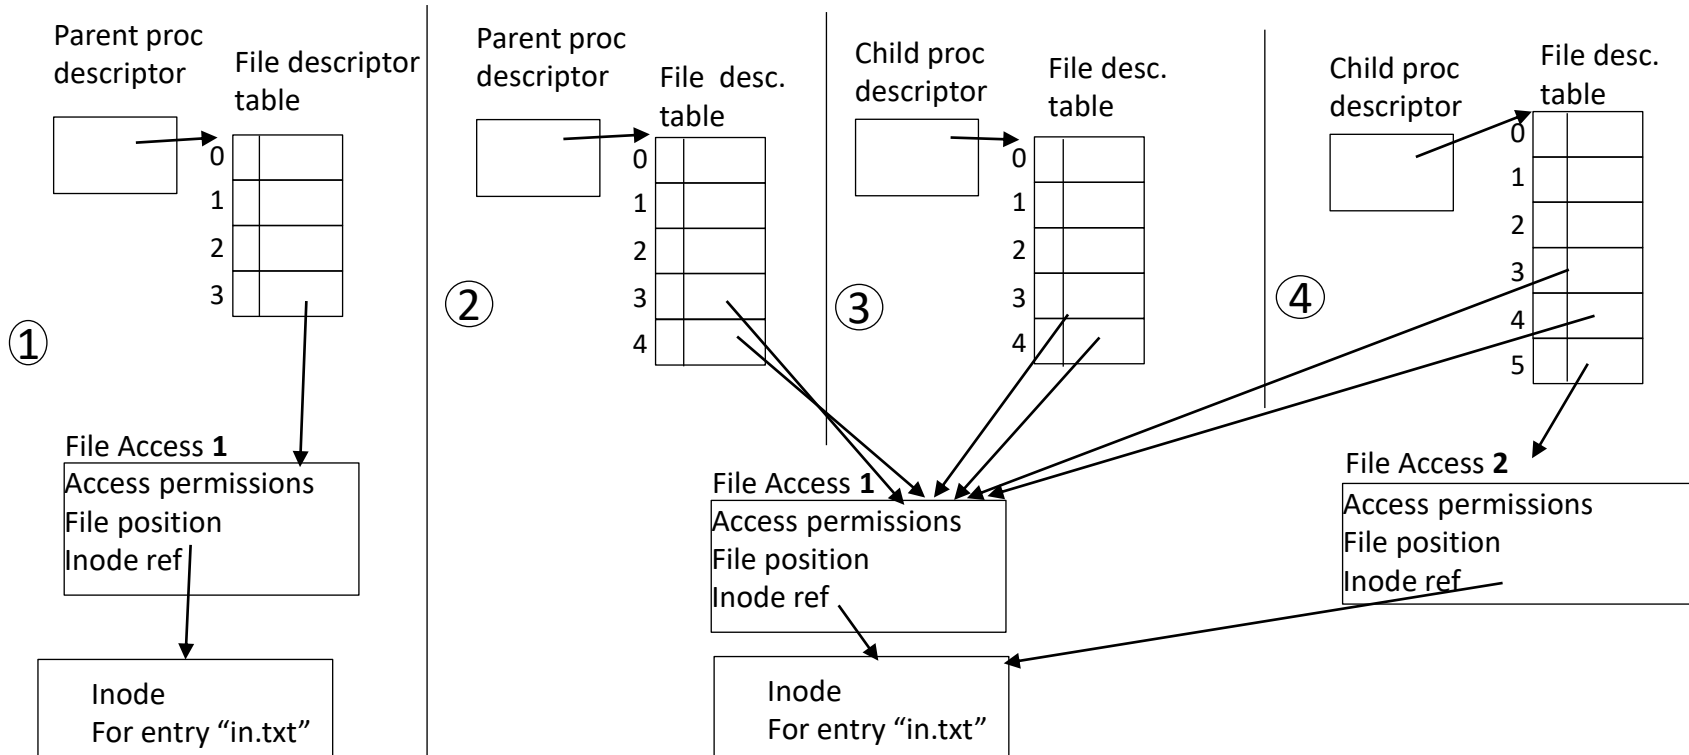 Parent proc
descriptor
File descriptor
table
0
1
2
3
①
File Access 1
Access permissions
File position
Inode ref
Inode
For entry “in.txt”
Parent proc
descriptor
File desc.
table
0
1
2
3
4
②
Child proc
descriptor
File desc.
table
0
1
2
3
4
③
File Access 1
Access permissions
File position
Inode ref
Inode
For entry “in.txt”
Child proc
descriptor
File desc.
table
0
1
2
3
4
5
④
File Access 2
Access permissions
File position
Inode ref